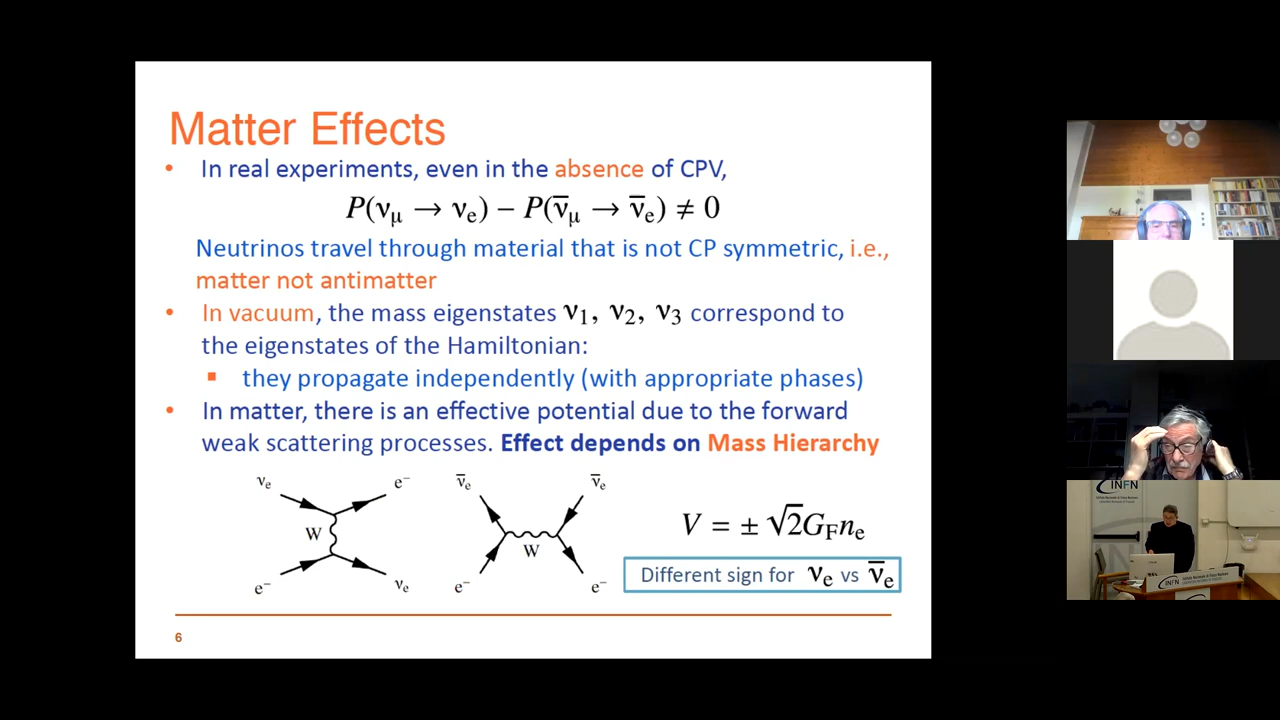 Matter Effects
• In real experiments, even in the absence of CPV,
P(νμ → νe) − P(ν̄μ → ν̄e) ≠ 0
Neutrinos travel through material that is not CP symmetric, i.e.,
matter not antimatter
• In vacuum, the mass eigenstates ν1, ν2, ν3 correspond to
the eigenstates of the Hamiltonian:
▪ they propagate independently (with appropriate phases)
• In matter, there is an effective potential due to the forward
weak scattering processes. Effect depends on Mass Hierarchy
νe e⁻ ν̄e ν̄e
W W
e⁻ νe e⁻ e⁻
V = ± √2GFne
Different sign for νe vs ν̄e
6
INFN
INFN